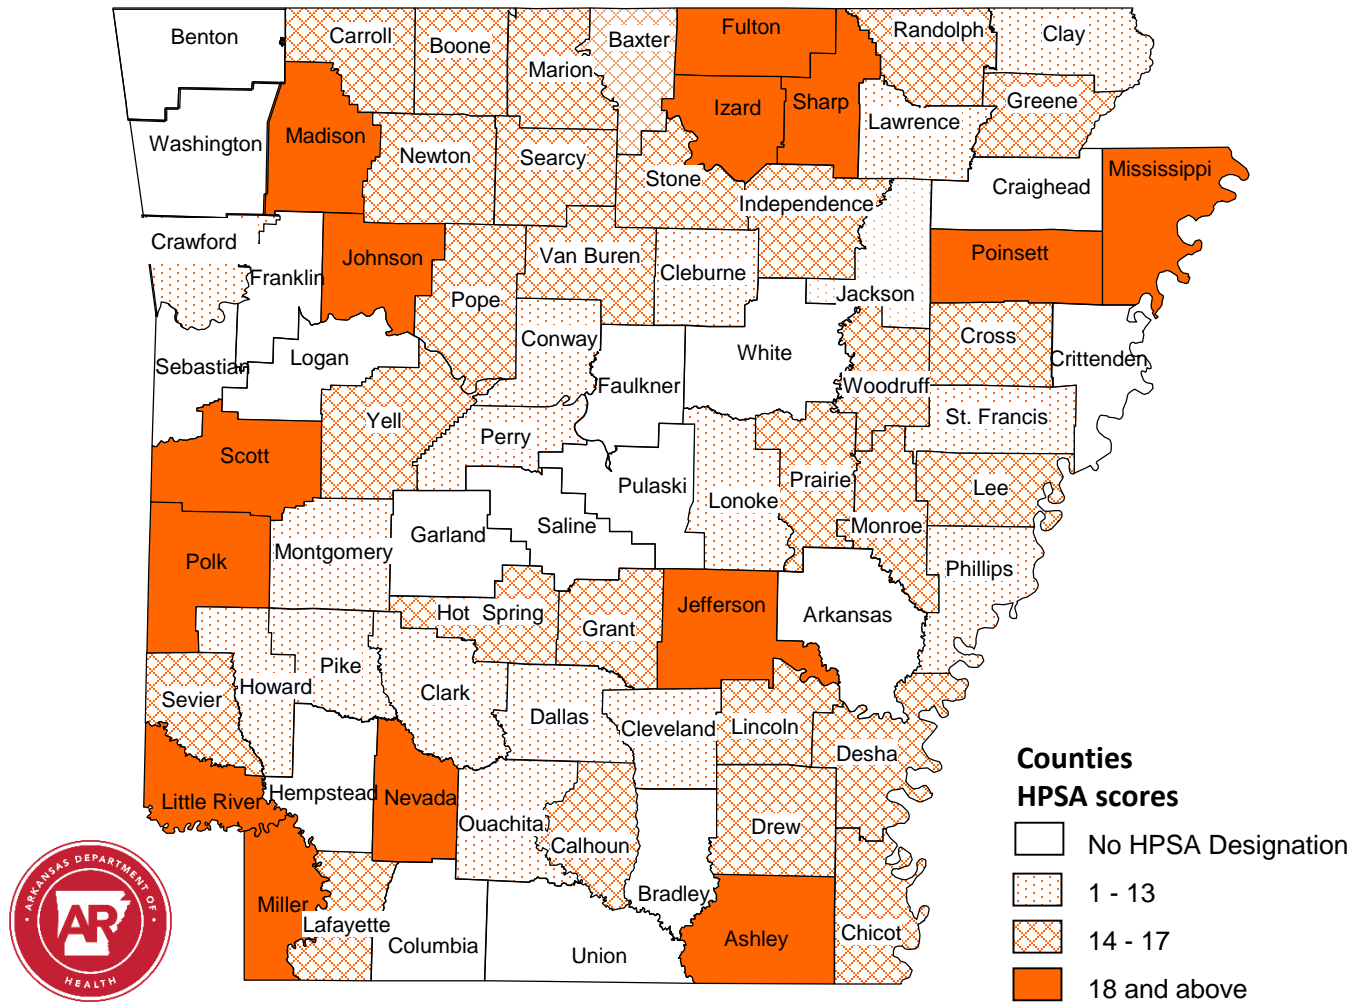 Benton
Carroll
Boone
Marion
Baxter
Fulton
Randolph
Clay
Madison
Washington
Newton
Searcy
Stone
Izard
Sharp
Lawrence
Greene
Mississippi
Craighead
Independence
Crawford
Franklin
Johnson
Pope
Van Buren
Cleburne
Jackson
Poinsett
Cross
Crittenden
Sebastian
Logan
Conway
Faulkner
White
Woodruff
St. Francis
Yell
Perry
Scott
Pulaski
Lonoke
Prairie
Lee
Monroe
Garland
Saline
Polk
Montgomery
Phillips
Hot Spring
Grant
Jefferson
Arkansas
Sevier
Howard
Pike
Clark
Dallas
Cleveland
Lincoln
Desha
Little River
Hempstead
Nevada
Ouachita
Calhoun
Drew
Bradley
Miller
Lafayette
Columbia
Union
Ashley
Chicot
Counties
HPSA scores
No HPSA Designation
1 - 13
14 - 17
18 and above
ARKANSAS DEPARTMENT OF
AR
HEALTH